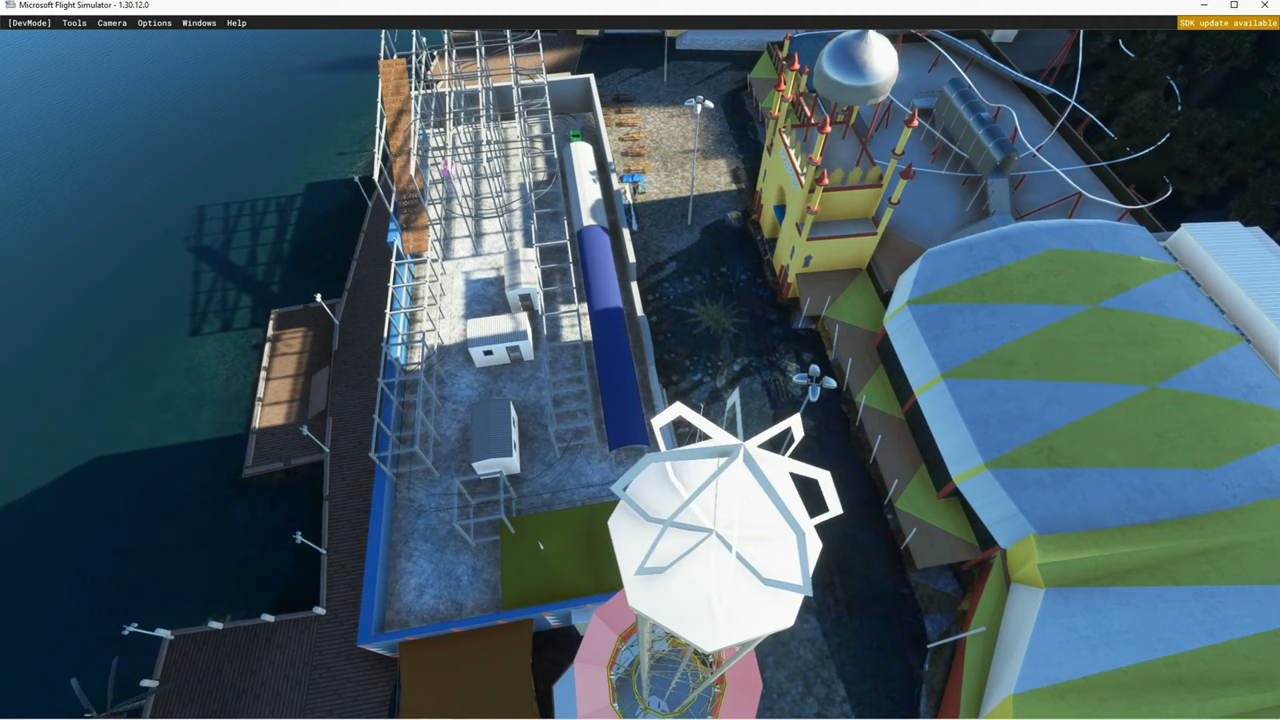 Microsoft Flight Simulator - 1.30.12.0
[DevMode] Tools Camera Options Windows Help
SDK update available